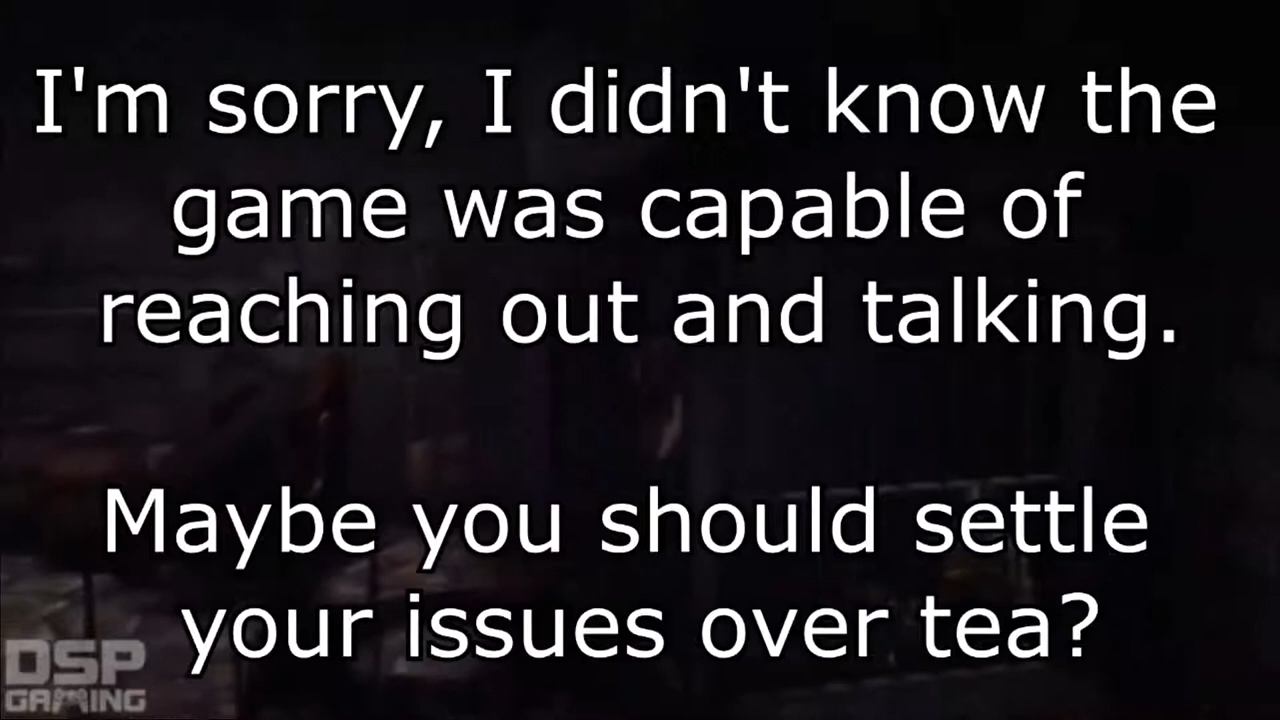 I'm sorry, I didn't know the
game was capable of
reaching out and talking.
Maybe you should settle
your issues over tea?
DSP
GAMING